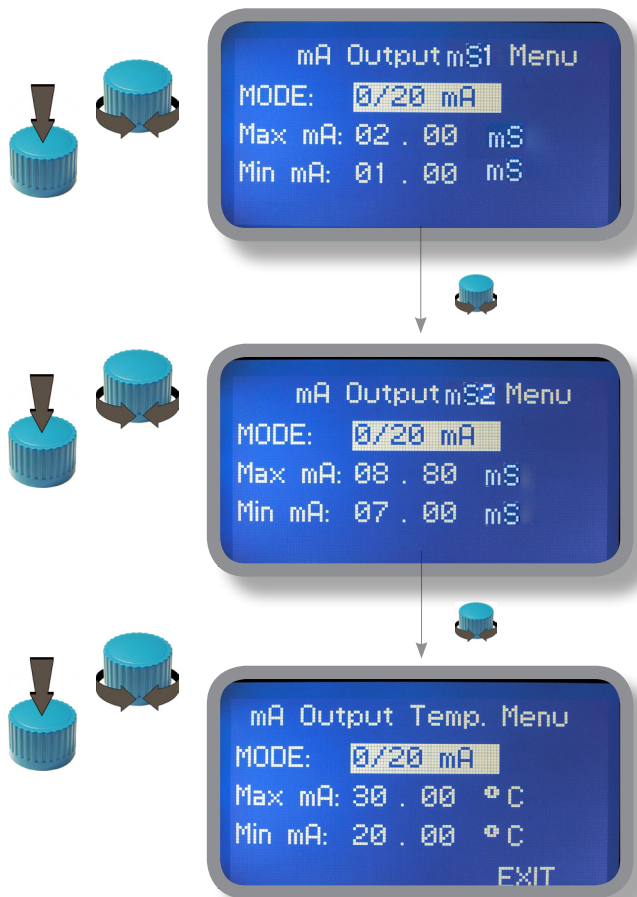 mA Output mS1 Menu
MODE: 0/20 mA
Max mA: 02 . 00 mS
Min mA: 01 . 00 mS
mA Output mS2 Menu
MODE: 0/20 mA
Max mA: 08 . 80 mS
Min mA: 07 . 00 mS
mA Output Temp. Menu
MODE: 0/20 mA
Max mA: 30 . 00 °C
Min mA: 20 . 00 °C
EXIT